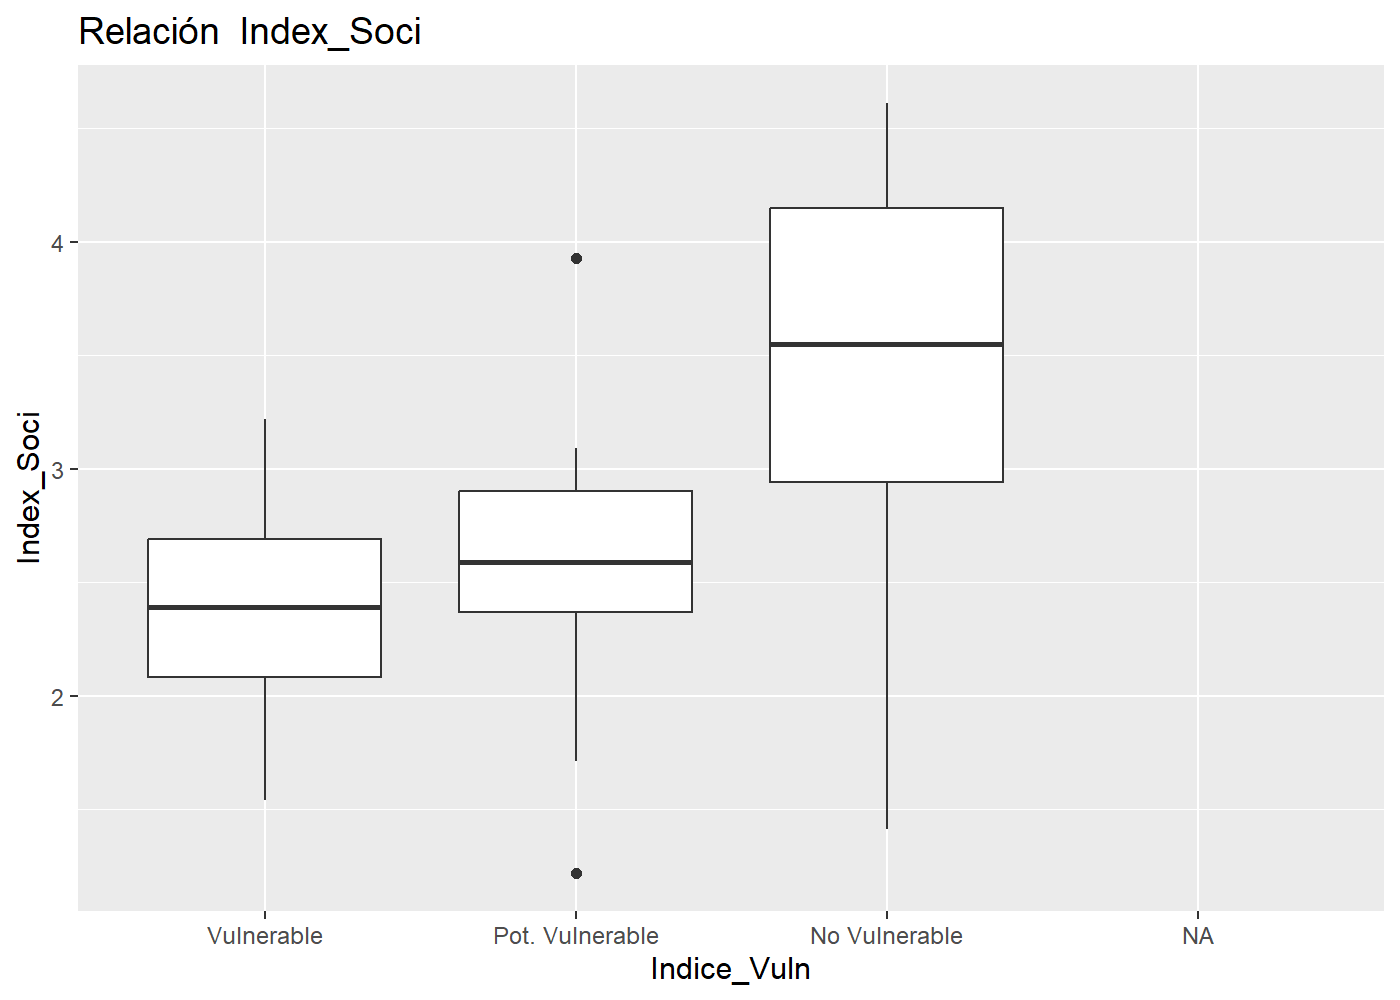 Relación  Index_Soci
Index_Soci
4
3
2
Vulnerable
Pot. Vulnerable
No Vulnerable
NA
Indice_Vuln